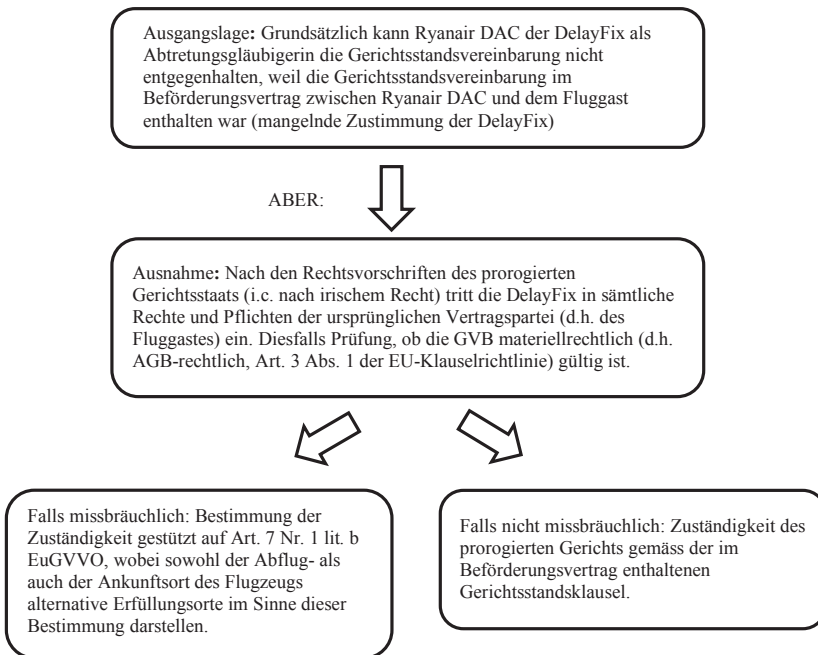 Ausgangslage: Grundsätzlich kann Ryanair DAC der DelayFix als
Abtretungsgläubigerin die Gerichtsstandsvereinbarung nicht
entgegenhalten, weil die Gerichtsstandsvereinbarung im
Beförderungsvertrag zwischen Ryanair DAC und dem Fluggast
enthalten war (mangelnde Zustimmung der DelayFix)
ABER:
Ausnahme: Nach den Rechtsvorschriften des prorogierten
Gerichtsstaats (i.c. nach irischem Recht) tritt die DelayFix in sämtliche
Rechte und Pflichten der ursprünglichen Vertragspartei (d.h. des
Fluggastes) ein. Diesfalls Prüfung, ob die GVB materiellrechtlich (d.h.
AGB-rechtlich, Art. 3 Abs. 1 der EU-Klauselrichtlinie) gültig ist.
Falls missbräuchlich: Bestimmung der
Zuständigkeit gestützt auf Art. 7 Nr. 1 lit. b
EuGVVO, wobei sowohl der Abflug- als
auch der Ankunftsort des Flugzeugs
alternative Erfüllungsorte im Sinne dieser
Bestimmung darstellen.
Falls nicht missbräuchlich: Zuständigkeit des
prorogierten Gerichts gemäss der im
Beförderungsvertrag enthaltenen
Gerichtsstandsklausel.